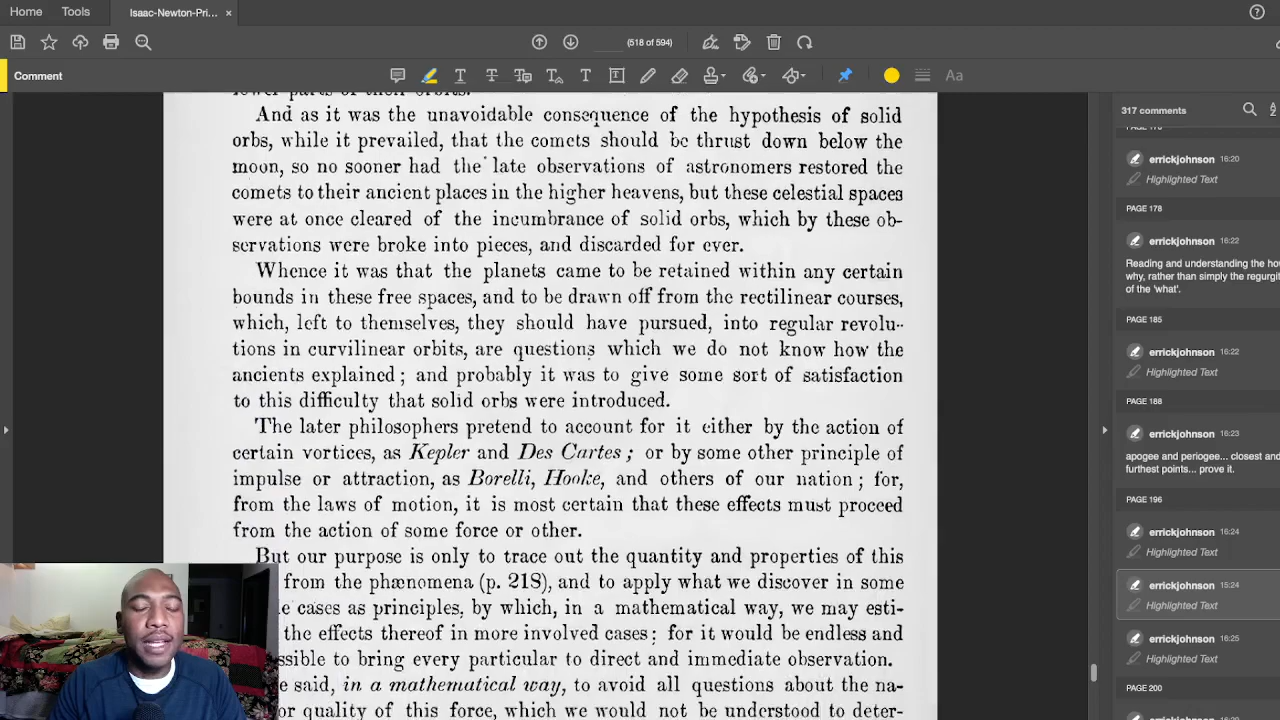 Home
Tools
Isaac-Newton-Pri...
×
(518 of 594)
Comment
Aa
lower parts of their orbits.
And as it was the unavoidable consequence of the hypothesis of solid
orbs, while it prevailed, that the comets should be thrust down below the
moon, so no sooner had the late observations of astronomers restored the
comets to their ancient places in the higher heavens, but these celestial spaces
were at once cleared of the incumbrance of solid orbs, which by these ob-
servations were broke into pieces, and discarded for ever.
Whence it was that the planets came to be retained within any certain
bounds in these free spaces, and to be drawn off from the rectilinear courses,
which, left to themselves, they should have pursued, into regular revolu-
tions in curvilinear orbits, are questions which we do not know how the
ancients explained; and probably it was to give some sort of satisfaction
to this difficulty that solid orbs were introduced.
The later philosophers pretend to account for it either by the action of
certain vortices, as Kepler and Des Cartes; or by some other principle of
impulse or attraction, as Borelli, Hooke, and others of our nation; for,
from the laws of motion, it is most certain that these effects must proceed
from the action of some force or other.
But our purpose is only to trace out the quantity and properties of this
from the phænomena (p. 218), and to apply what we discover in some
cases as principles, by which, in a mathematical way, we may esti-
the effects thereof in more involved cases; for it would be endless and
ssible to bring every particular to direct and immediate observation.
said, in a mathematical way, to avoid all questions about the na-
or quality of this force, which we would not be understood to deter-
317 comments
PAGE 176
errickjohnson 16:20
Highlighted Text
PAGE 178
errickjohnson 16:22
Reading and understanding the how
why, rather than simply the regurgit
of the 'what'.
PAGE 185
errickjohnson 16:22
Highlighted Text
PAGE 188
errickjohnson 16:23
apogee and periogee... closest and
furthest points... prove it.
PAGE 196
errickjohnson 16:24
Highlighted Text
errickjohnson 15:24
Highlighted Text
errickjohnson 16:25
Highlighted Text
PAGE 200